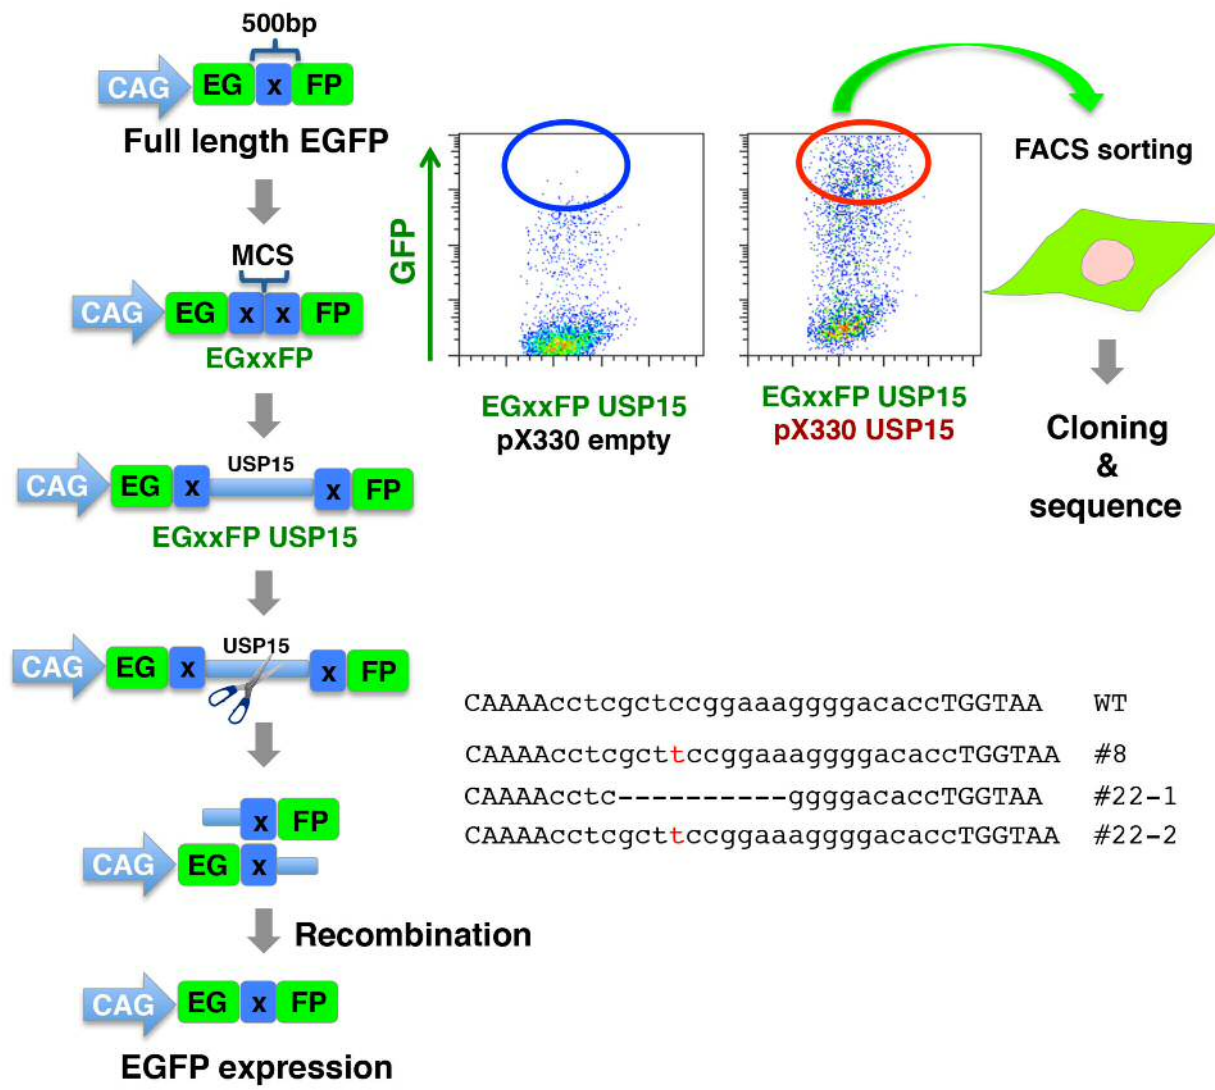 500bp
CAG EG x FP
Full length EGFP
MCS
CAG EG x x FP
EGxxFP
USP15
CAG EG x x FP
EGxxFP USP15
USP15
CAG EG x x FP
x FP
CAG EG x
Recombination
CAG EG x FP
EGFP expression
GFP
EGxxFP USP15
pX330 empty
EGxxFP USP15
pX330 USP15
FACS sorting
Cloning
&
sequence
CAAAAcctcgctccggaaaggggacaccTGGTAA WT
CAAAAcctcgcttccggaaaggggacaccTGGTAA #8
CAAAAcctc----------ggggacaccTGGTAA #22-1
CAAAAcctcgcttccggaaaggggacaccTGGTAA #22-2